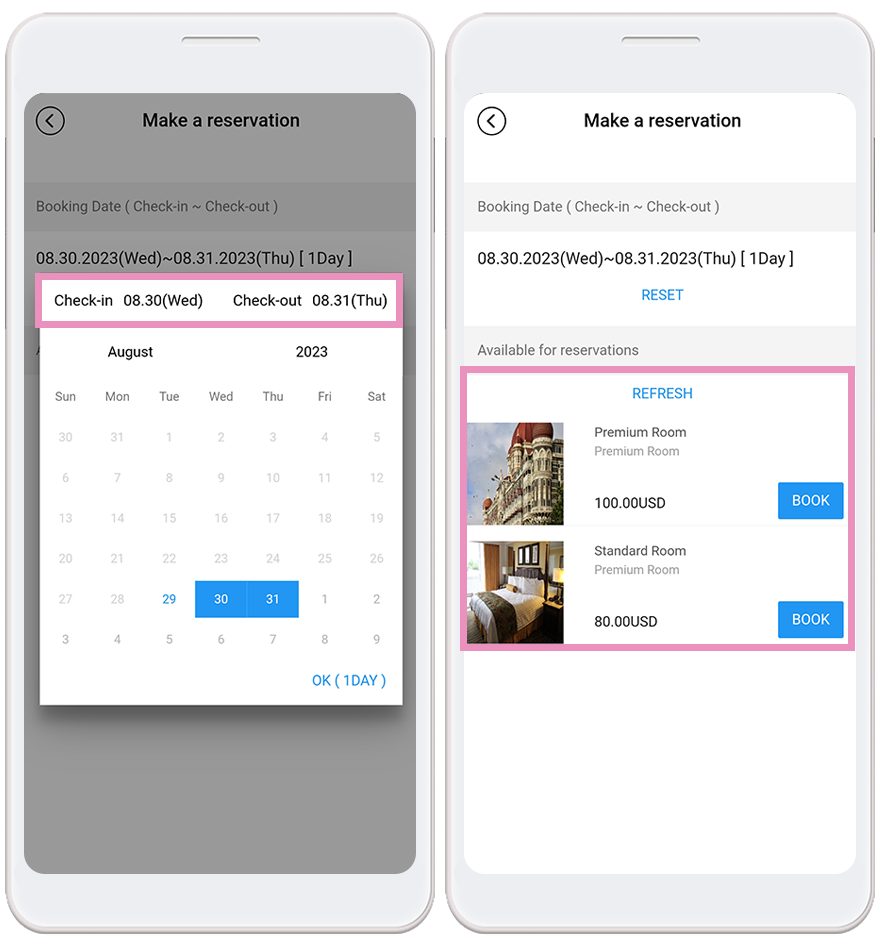 Make a reservation
Booking Date ( Check-in ~ Check-out )
08.30.2023(Wed)~08.31.2023(Thu) [ 1Day ]
Check-in 08.30(Wed) Check-out 08.31(Thu)
A
August 2023
Sun Mon Tue Wed Thu Fri Sat
30 31 1 2 3 4 5
6 7 8 9 10 11 12
13 14 15 16 17 18 19
20 21 22 23 24 25 26
27 28 29 30 31 1 2
3 4 5 6 7 8 9
OK ( 1DAY )
Make a reservation
Booking Date ( Check-in ~ Check-out )
08.30.2023(Wed)~08.31.2023(Thu) [ 1Day ]
RESET
Available for reservations
REFRESH
Premium Room
Premium Room
100.00USD BOOK
Standard Room
Premium Room
80.00USD BOOK